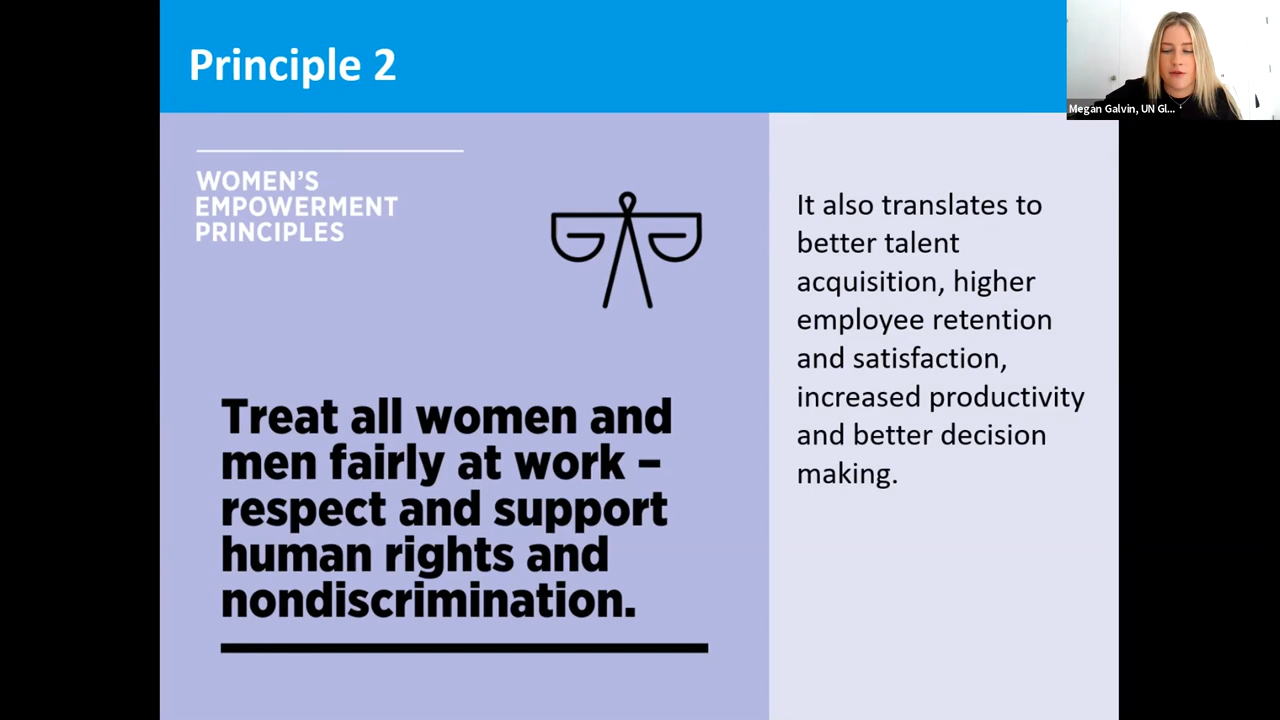 Principle 2
Megan Galvin, UN Gl...
WOMEN'S
EMPOWERMENT
PRINCIPLES
Treat all women and
men fairly at work –
respect and support
human rights and
nondiscrimination.
It also translates to
better talent
acquisition, higher
employee retention
and satisfaction,
increased productivity
and better decision
making.